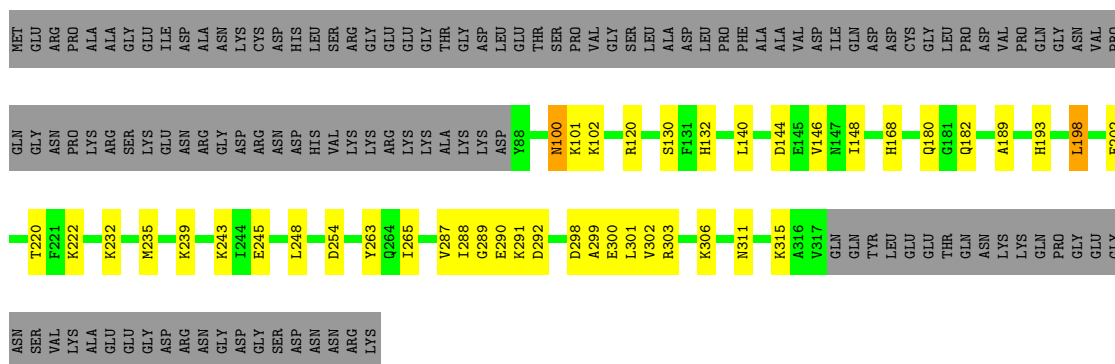 MET GLU ARG PRO ALA ALA GLY GLU ILE ASP ALA ASN LYS CYS ASP HIS LEU SER ARG GLY GLU GLU GLY THR GLY ASP LEU GLU THR SER PRO VAL GLY SER LEU ALA ASP LEU PRO PHE ALA ALA VAL ASP ILE GLN ASP ASP CYS GLY LEU PRO ASP VAL PRO GLN GLY ASN VAL PRO
GLN GLY ASN PRO LYS ARG SER LYS GLU ASN ARG GLY ASP ARG ASN ASP HIS VAL LYS LYS ARG LYS LYS ALA LYS LYS ASP Y88 N100 K101 K102 R120 S130 F131 H132 L140 D144 E145 V146 N147 I148 H168 Q180 G181 Q182 A189 H193 L198
T220 F221 K222 K232 M235 K239 K243 I244 E245 L248 D254 Y263 Q264 I265 V287 I288 G289 E290 K291 D292 D298 A299 E300 L301 V302 R303 K306 N311 K315 A316 V317 GLN GLN TYR LEU GLU GLU THR GLN ASN LYS LYS GLN PRO GLY GLU GLY
ASN SER VAL LYS ALA GLU GLU GLY ASP ARG ASN GLY ASP GLY SER ASP ASN ASN ARG LYS